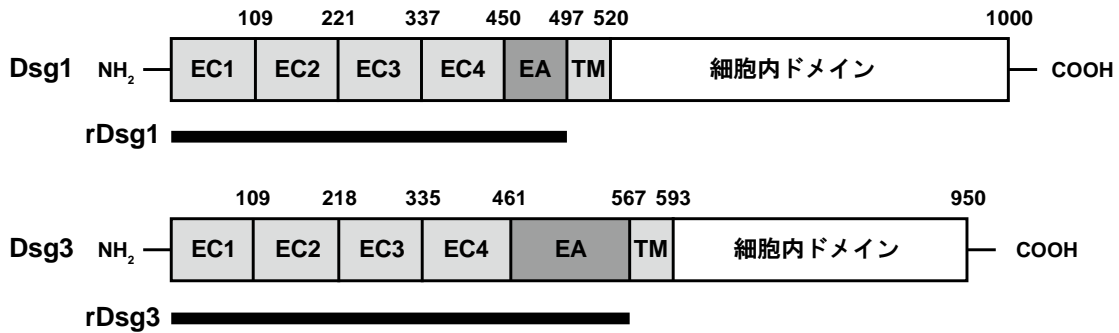 109 221 337 450 497 520 1000
Dsg1 NH2 EC1 EC2 EC3 EC4 EA TM 細胞内ドメイン COOH
rDsg1
109 218 335 461 567 593 950
Dsg3 NH2 EC1 EC2 EC3 EC4 EA TM 細胞内ドメイン COOH
rDsg3